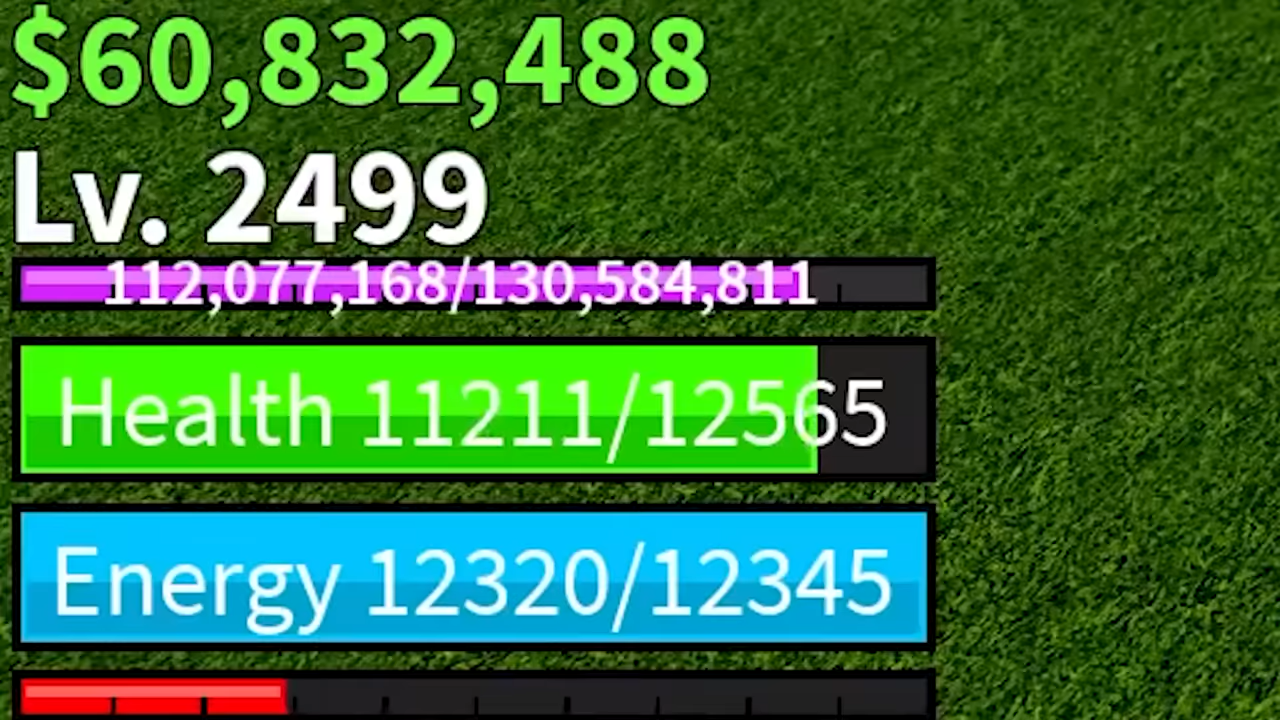 $60,832,488
Lv. 2499
112,077,168/130,584,811
Health 11211/12565
Energy 12320/12345